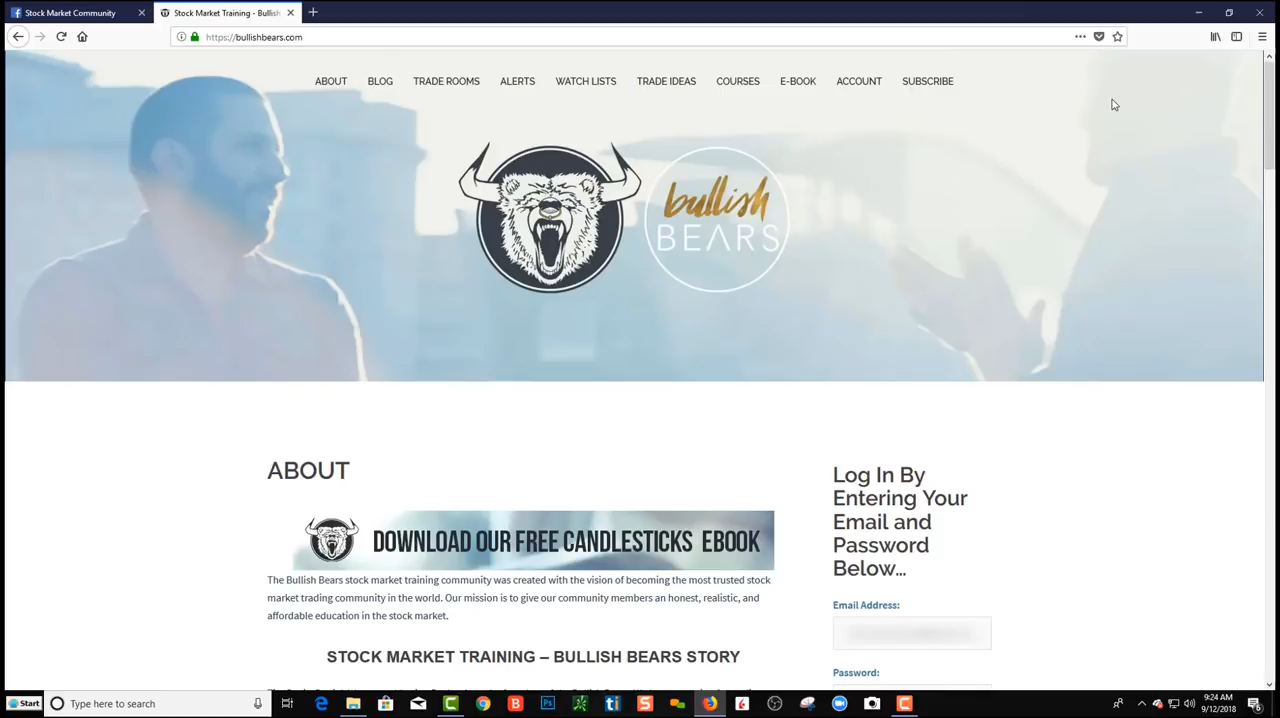 Stock Market Community
Stock Market Training - Bullish
https://bullishbears.com
ABOUT BLOG TRADE ROOMS ALERTS WATCH LISTS TRADE IDEAS COURSES E-BOOK ACCOUNT SUBSCRIBE
bullish
BEARS
ABOUT
DOWNLOAD OUR FREE CANDLESTICKS EBOOK
The Bullish Bears stock market training community was created with the vision of becoming the most trusted stock
market trading community in the world. Our mission is to give our community members an honest, realistic, and
affordable education in the stock market.
STOCK MARKET TRAINING – BULLISH BEARS STORY
Log In By
Entering Your
Email and
Password
Below...
Email Address:
Password:
Start
Type here to search
9:24 AM
9/12/2018